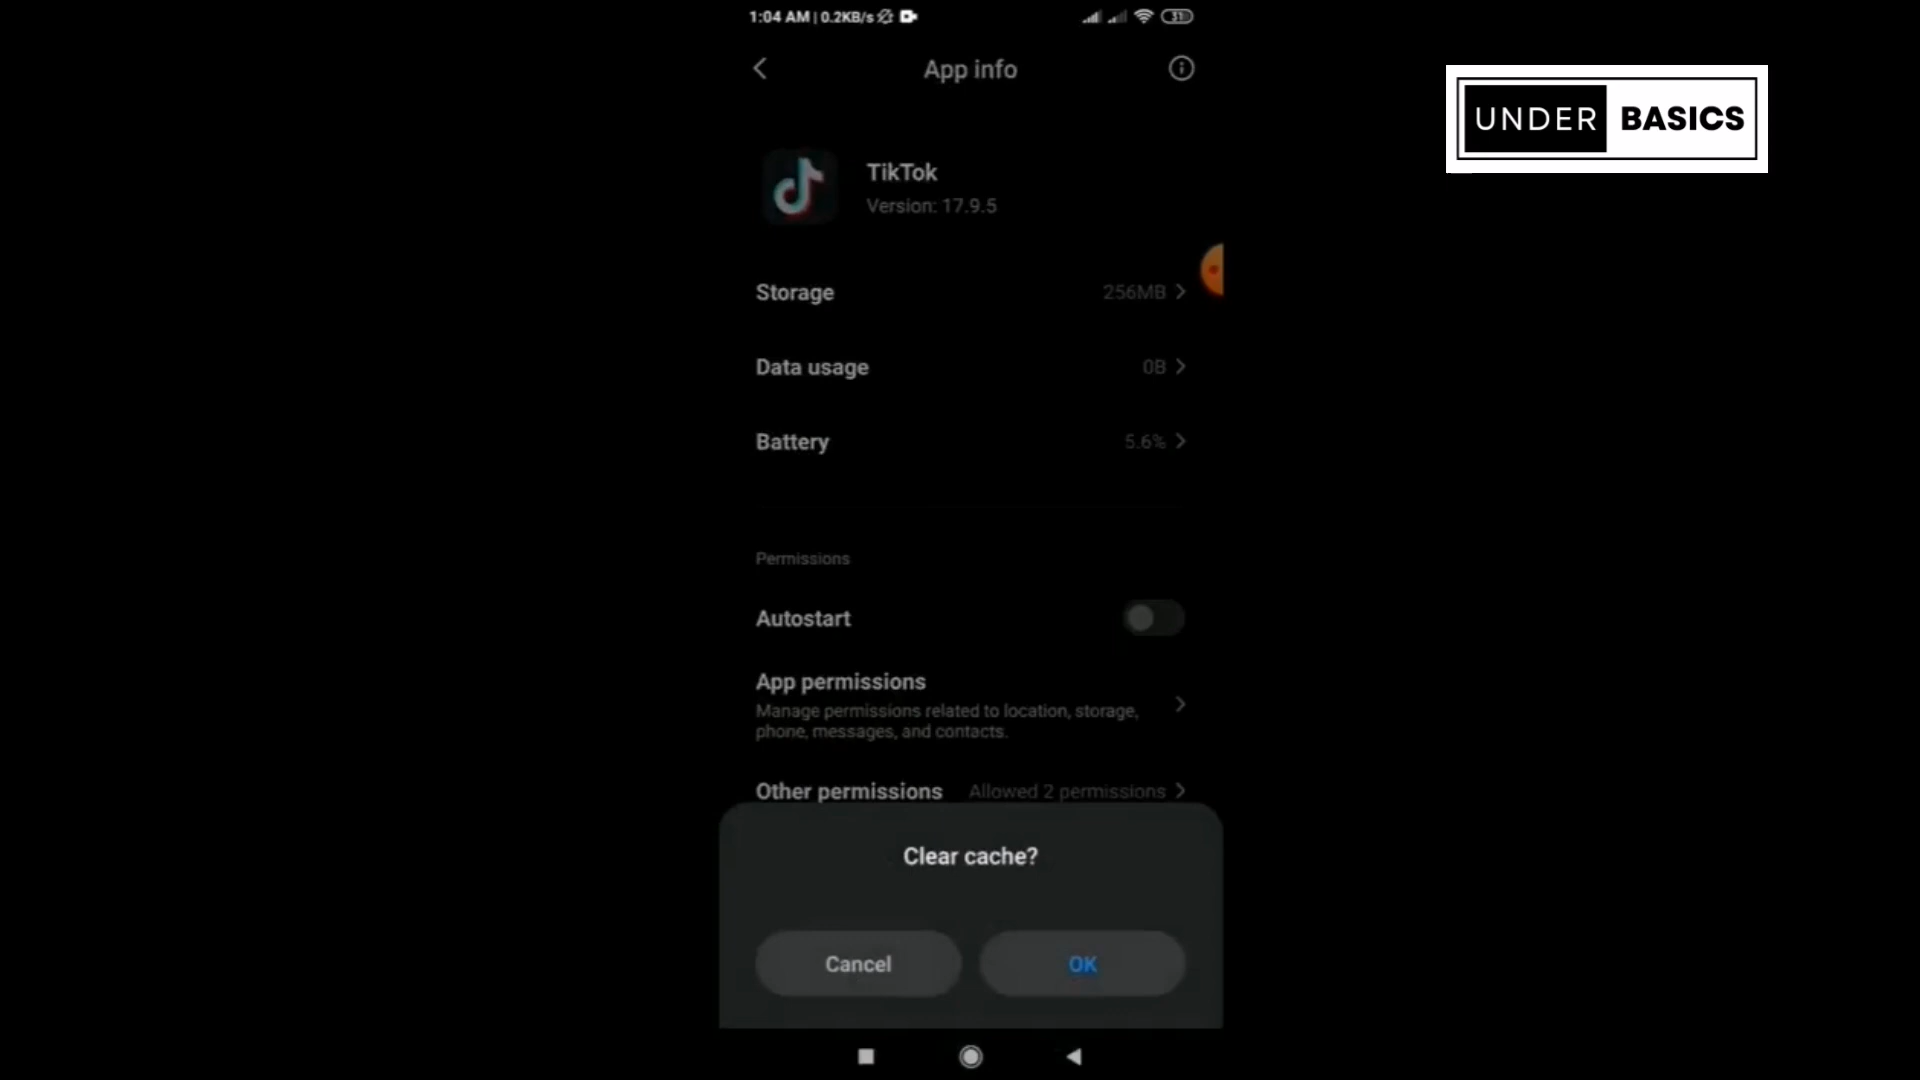 1:04 AM | 0.2KB/s
31
App info
UNDER BASICS
TikTok
Version: 17.9.5
Storage 256MB
Data usage 0B
Battery 5.6%
Permissions
Autostart
App permissions
Manage permissions related to location, storage,
phone, messages, and contacts.
Other permissions Allowed 2 permissions
Clear cache?
Cancel OK